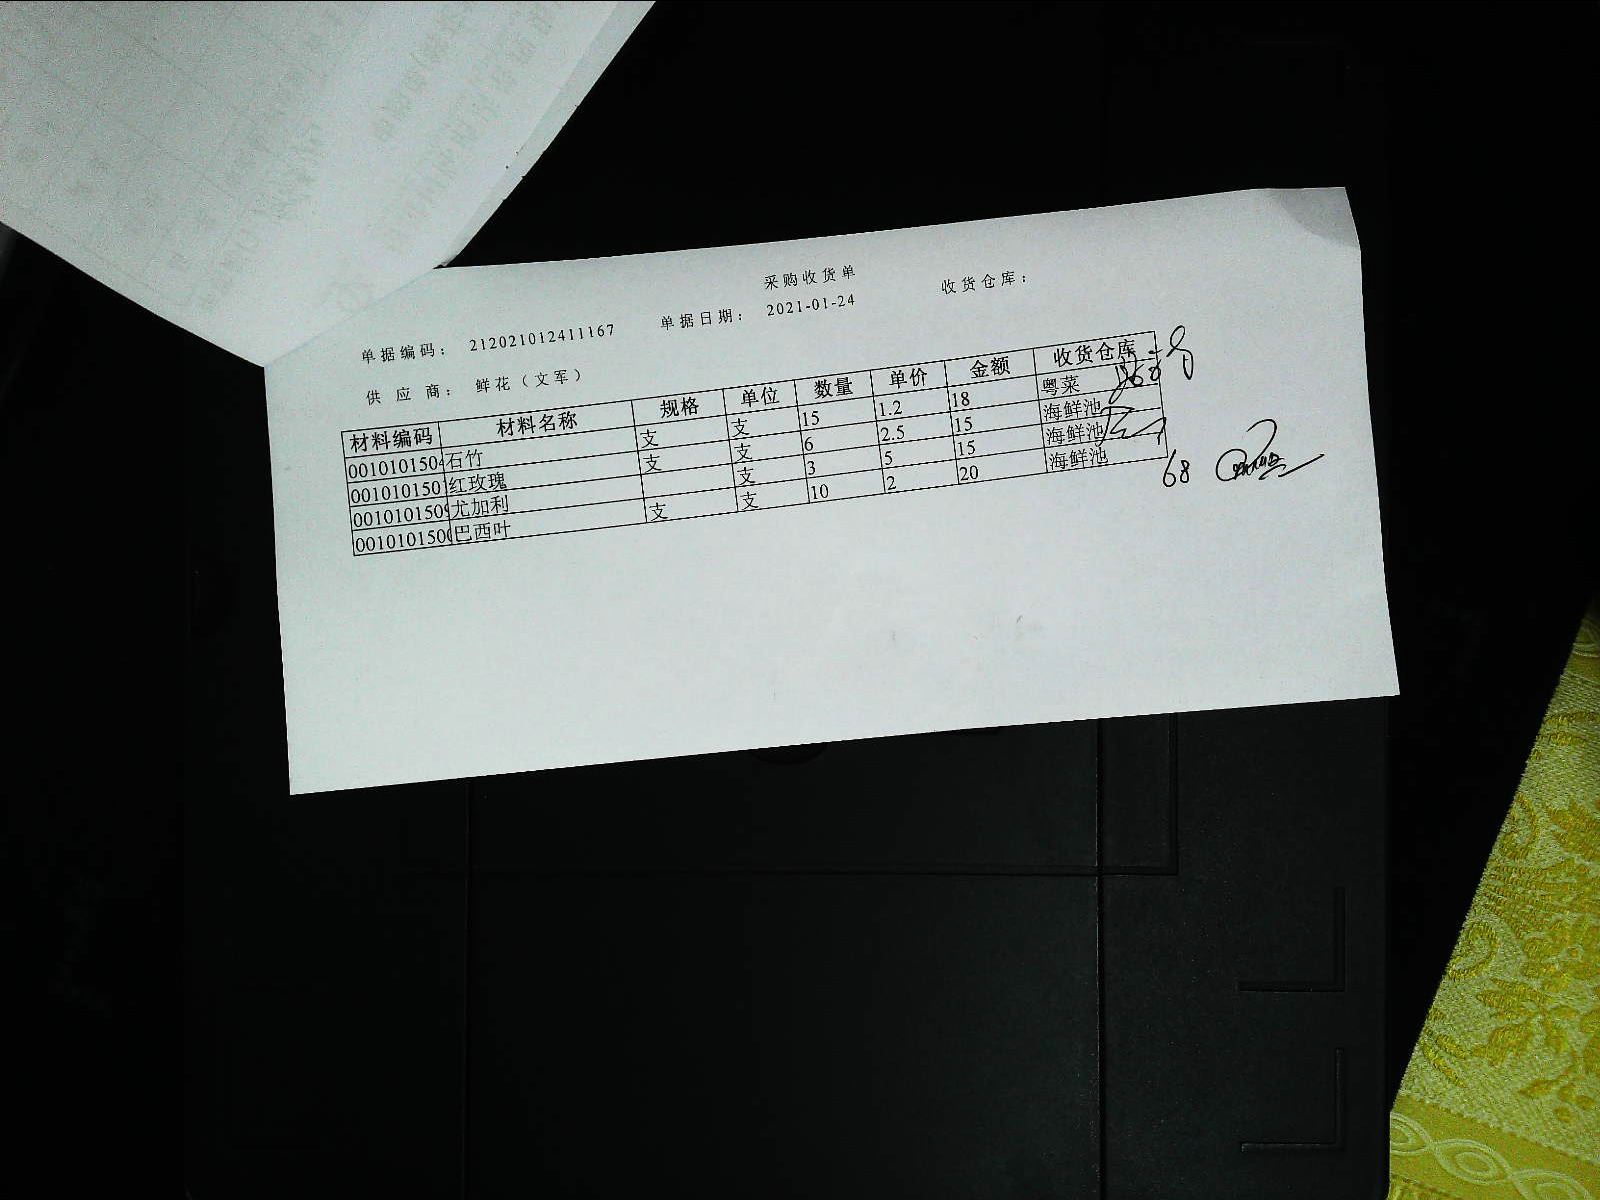 采购收货单
单据编码： 212021012411167 单据日期： 2021-01-24 收货仓库：
供 应 商： 鲜花（文军）
材料编码 材料名称 规格 单位 数量 单价 金额 收货仓库
001010150 石竹 支 支 15 1.2 18 粤菜
001010150 红玫瑰 支 支 6 2.5 15 海鲜池
001010150 尤加利 支 3 5 15 海鲜池
001010150 巴西叶 支 支 10 2 20 海鲜池
68